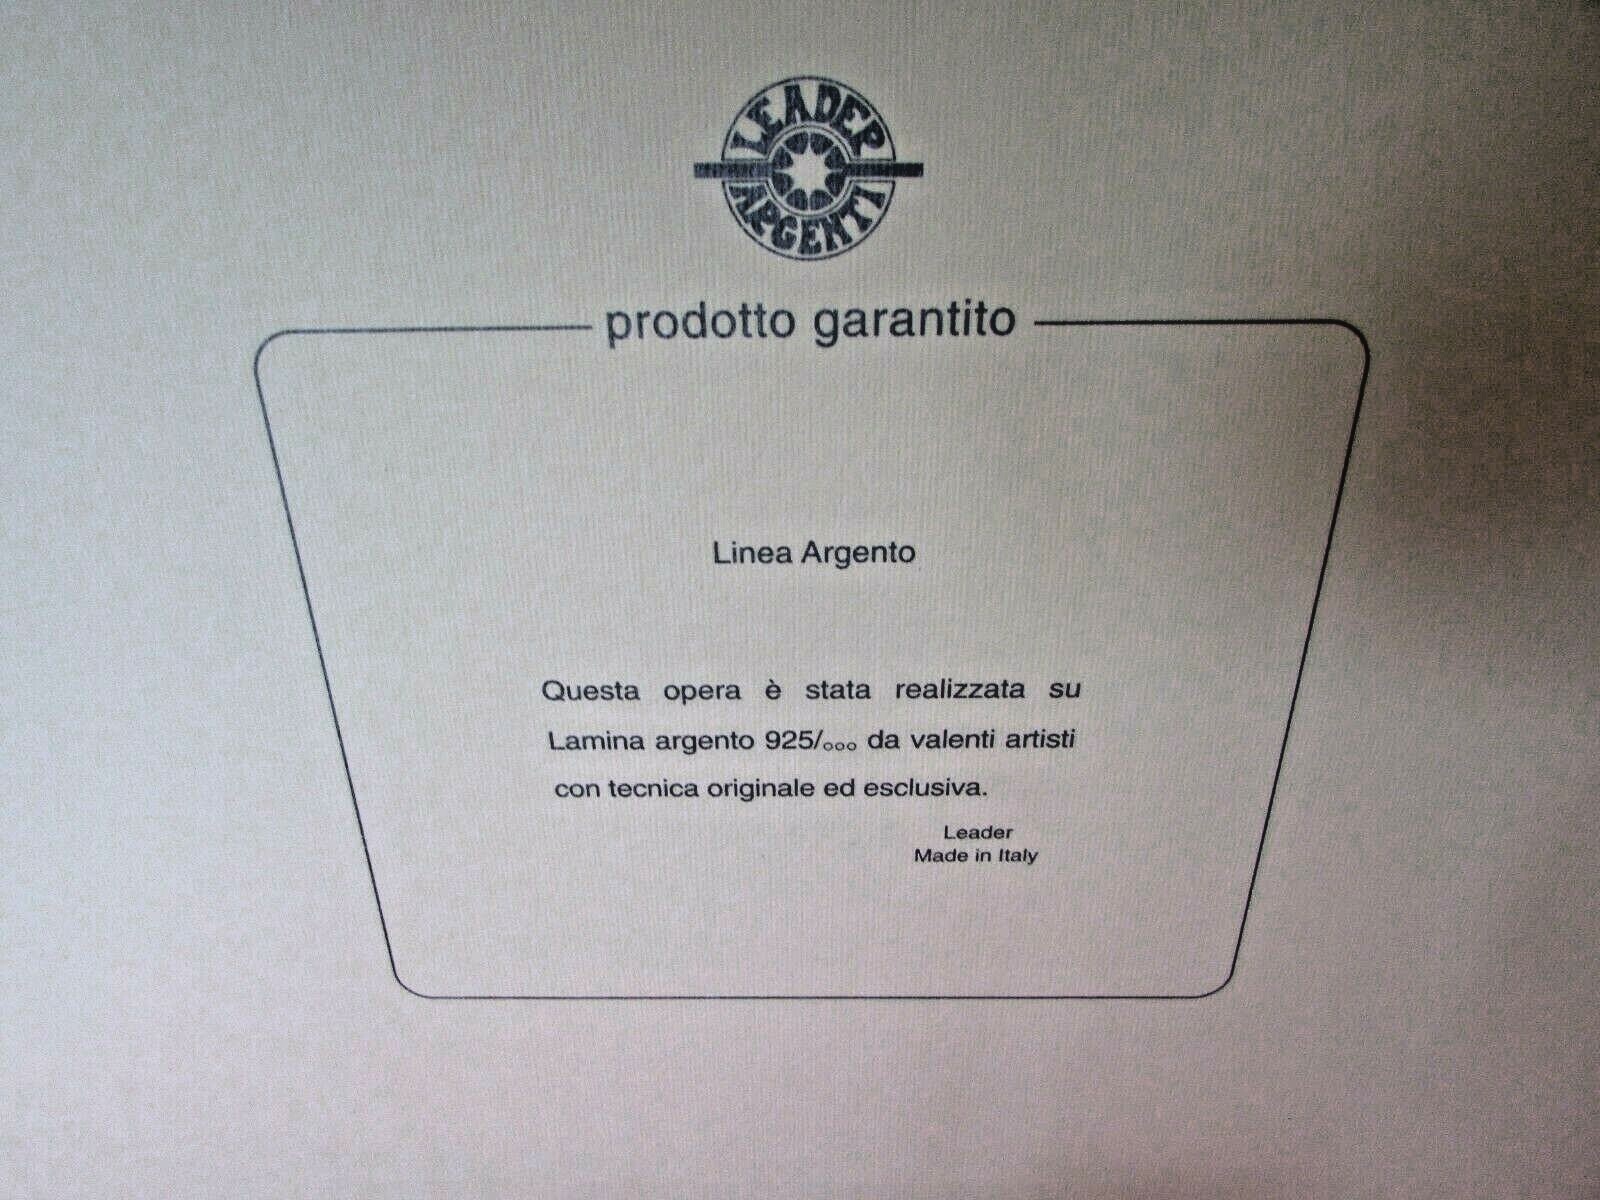 LEADER
ARGENTI
prodotto garantito
Linea Argento
Questa opera è stata realizzata su
Lamina argento 925/ₒₒₒ da valenti artisti
con tecnica originale ed esclusiva.
Leader
Made in Italy